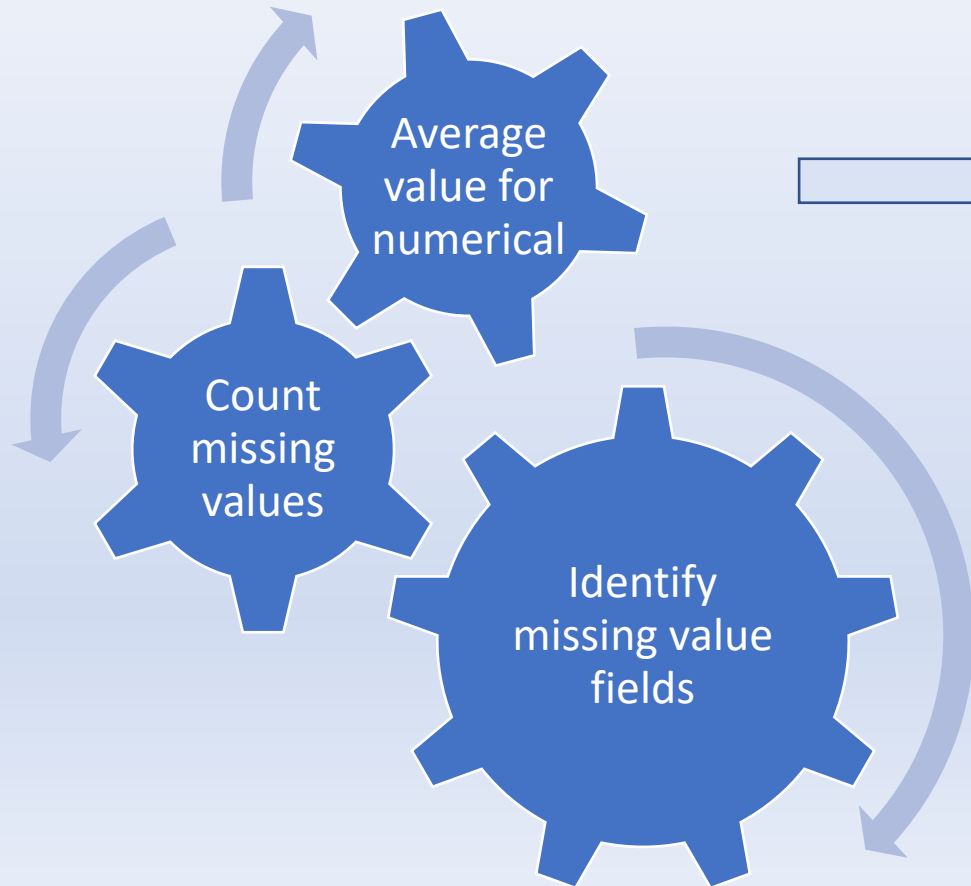 Average
value for
numerical
Count
missing
values
Identify
missing value
fields